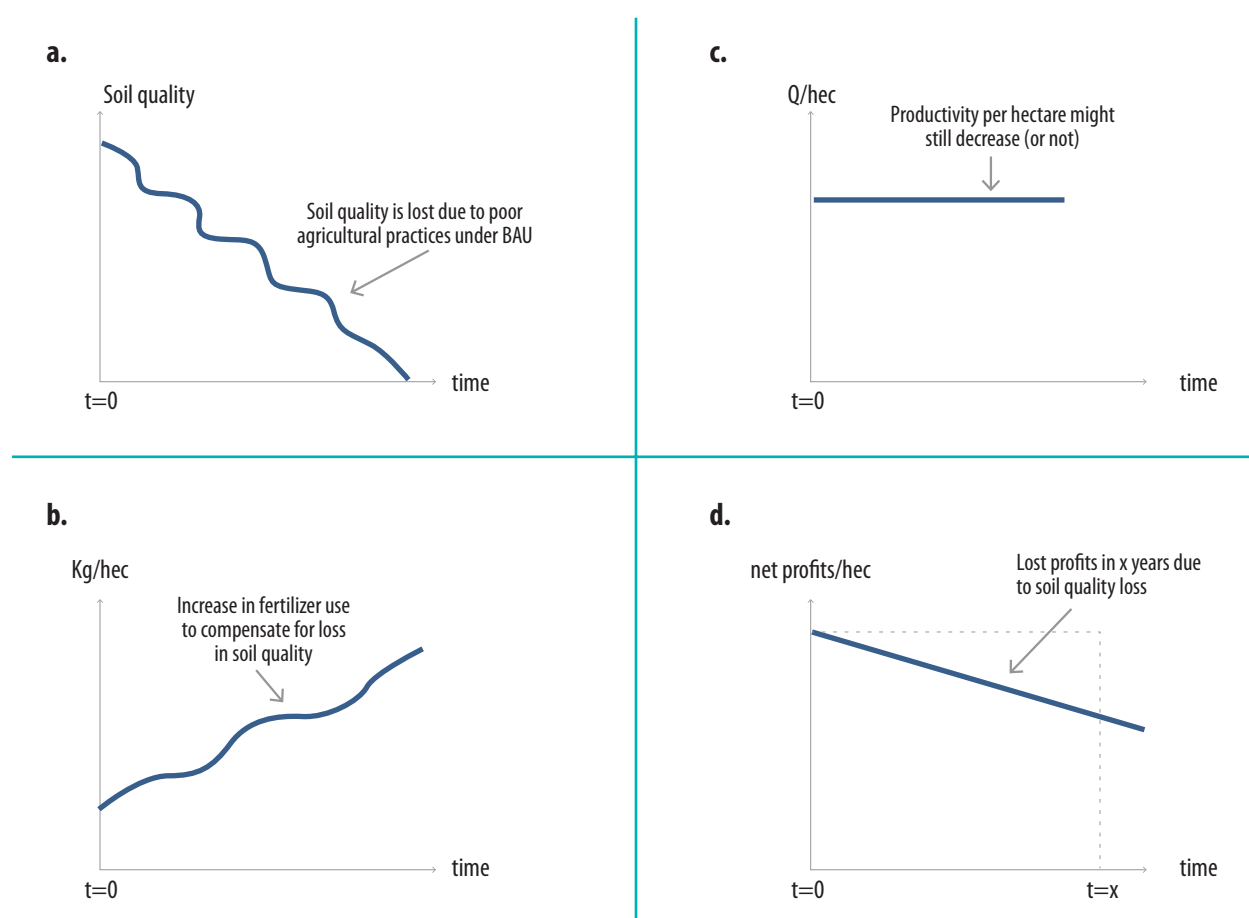 a.
Soil quality
Soil quality is lost due to poor
agricultural practices under BAU
time
t=0
c.
Q/hec
Productivity per hectare might
still decrease (or not)
time
t=0
b.
Kg/hec
Increase in fertilizer use
to compensate for loss
in soil quality
time
t=0
d.
net profits/hec
Lost profits in x years due
to soil quality loss
time
t=0
t=x